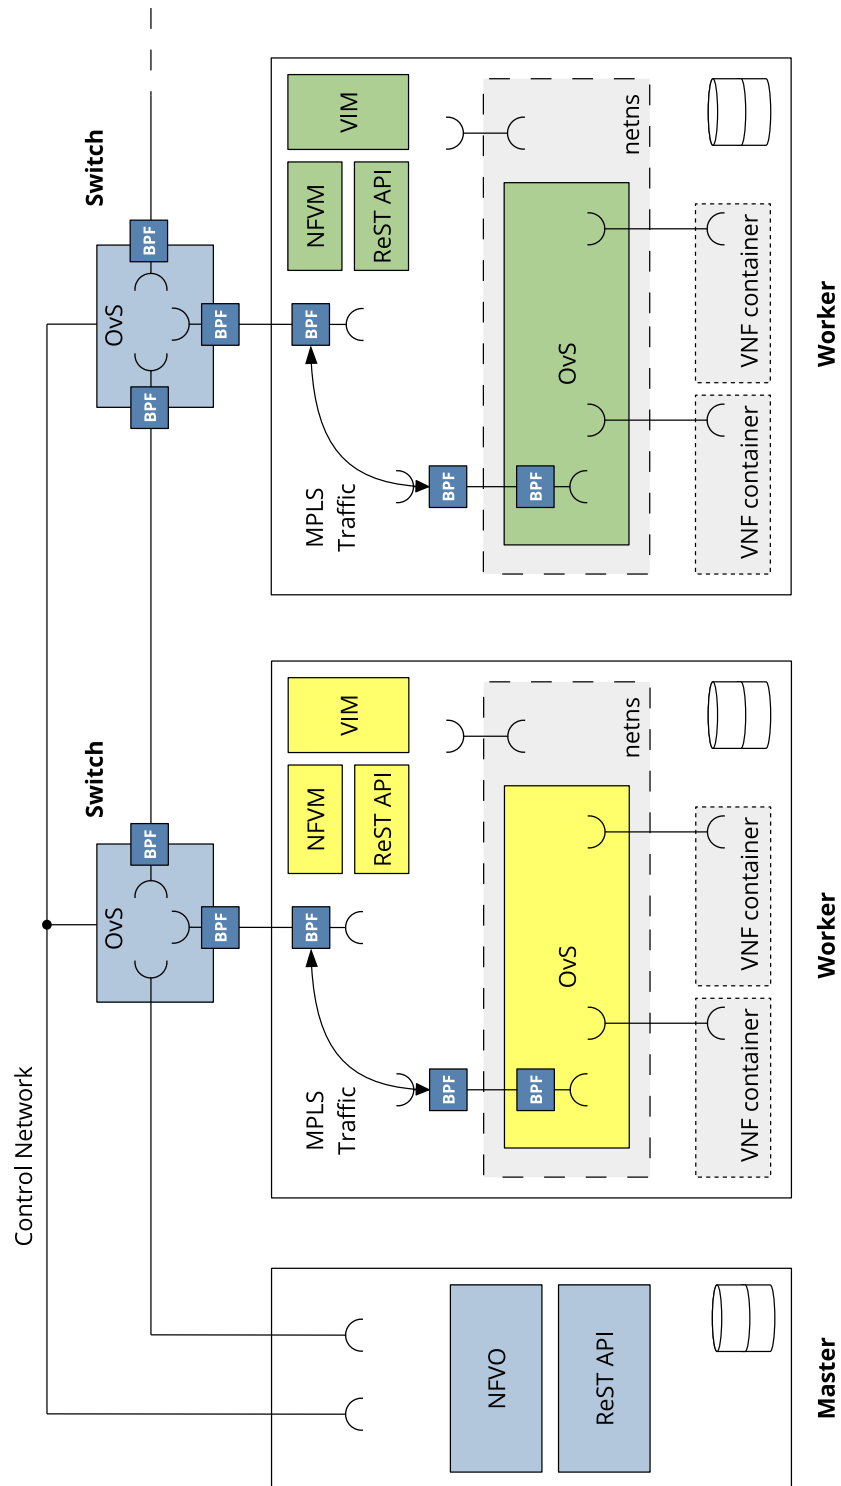 Control Network
Switch
OvS
BPF
BPF
Switch
OvS
BPF
BPF
BPF
NFVO
ReST API
Master
BPF
MPLS
Traffic
BPF
BPF
NFVM
ReST API
VIM
OvS
netns
VNF container
VNF container
Worker
BPF
MPLS
Traffic
BPF
BPF
NFVM
ReST API
VIM
OvS
netns
VNF container
VNF container
Worker